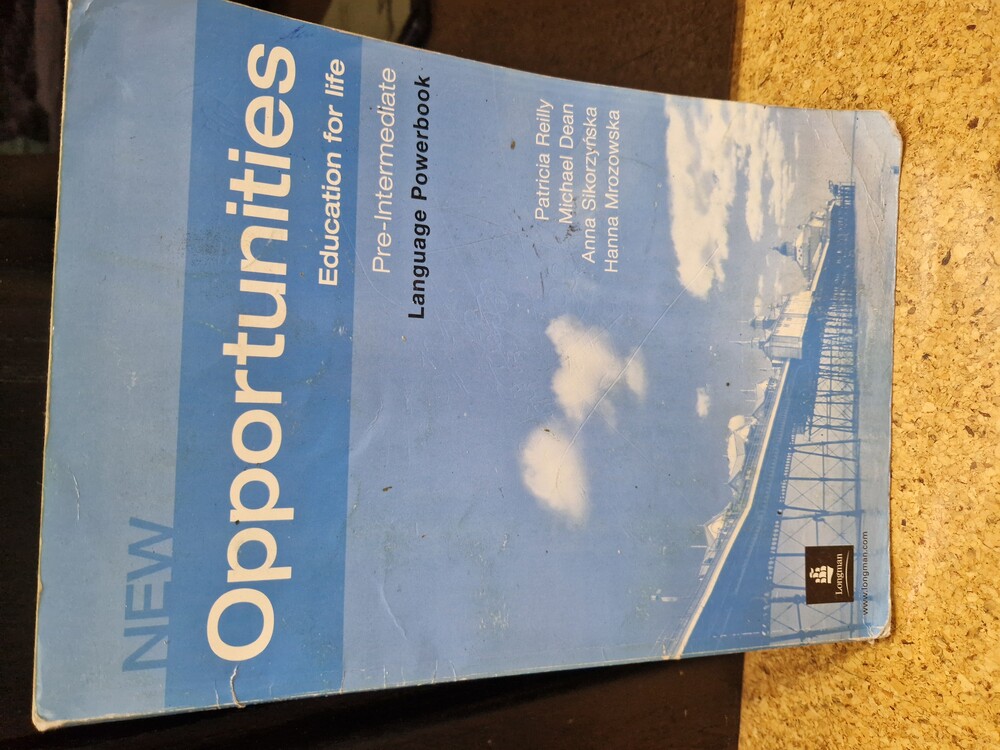 NEW
Opportunities
Education for life
Pre-Intermediate
Language Powerbook
Patricia Reilly
Michael Dean
Anna Sikorzyńska
Hanna Mrozowska
Longman
www.longman.com